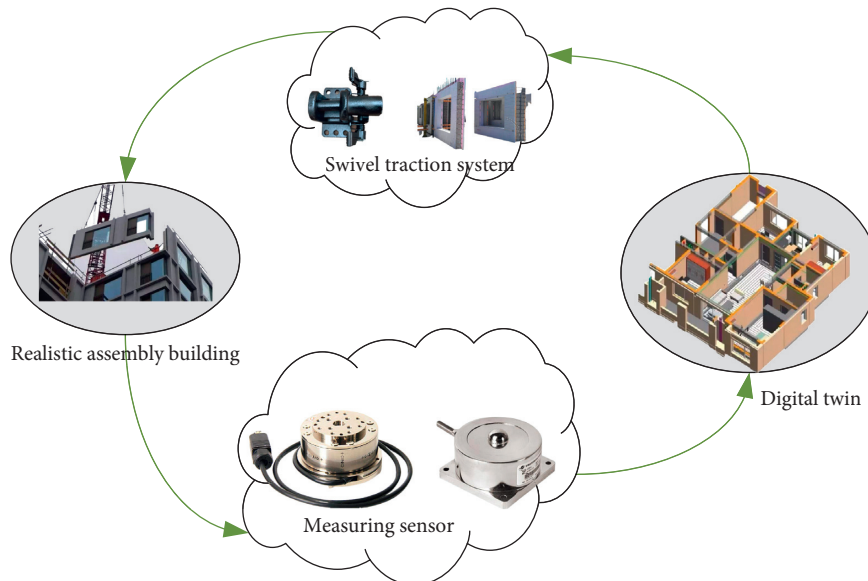 Swivel traction system
Realistic assembly building
Digital twin
Measuring sensor